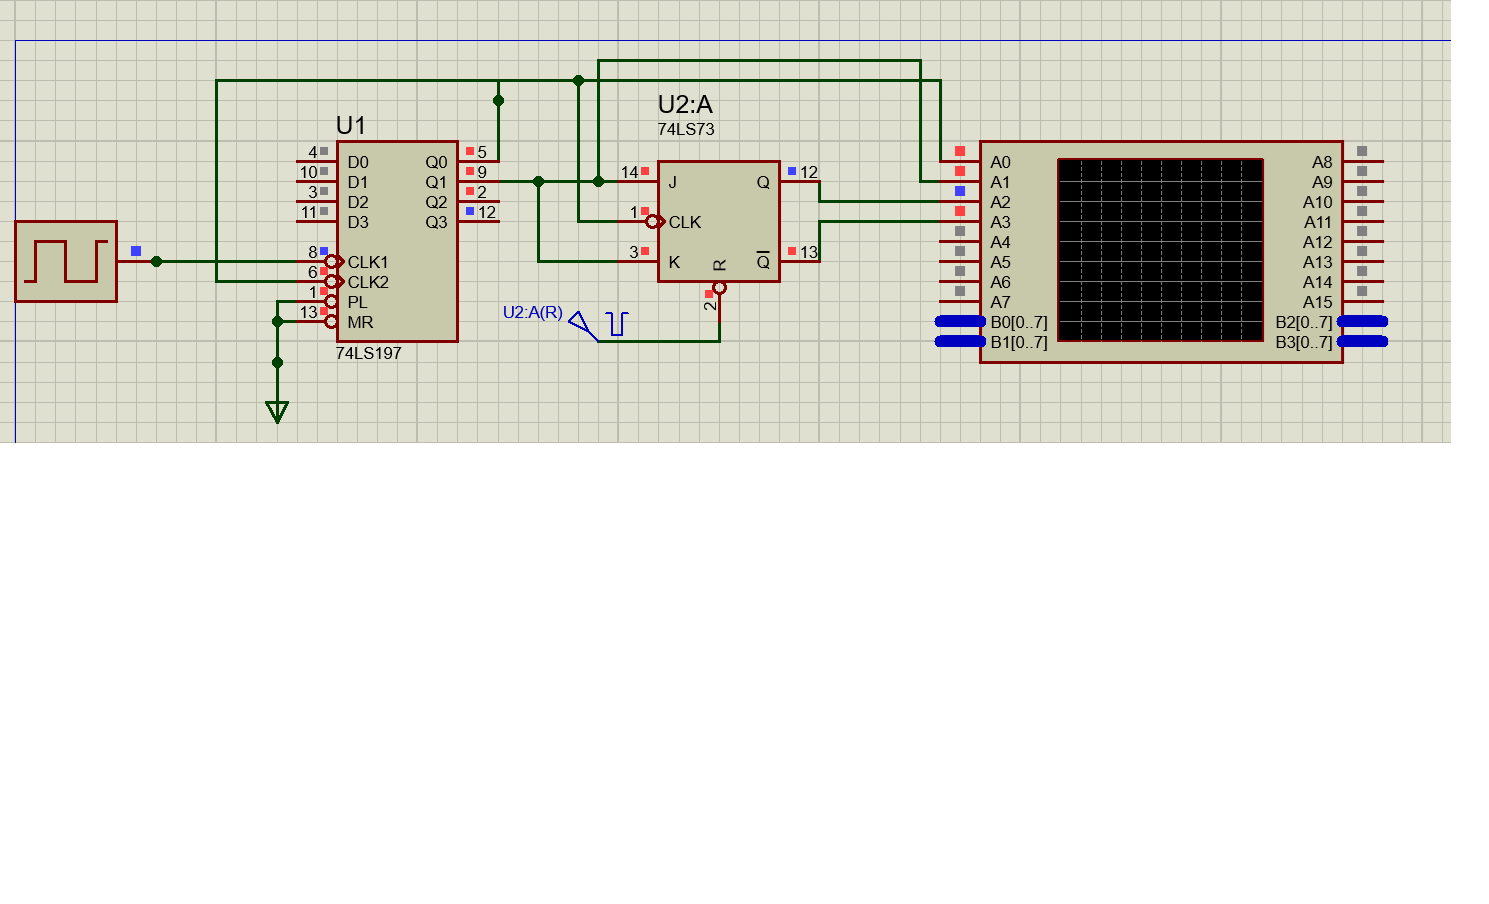 U1
4 D0 Q0 5
10 D1 Q1 9
3 D2 Q2 2
11 D3 Q3 12
8 CLK1
6 CLK2
1 PL
13 MR
74LS197
U2:A
74LS73
14 J Q 12
1 CLK
3 K Q 13
R
2
U2:A(R)
A0 A8
A1 A9
A2 A10
A3 A11
A4 A12
A5 A13
A6 A14
A7 A15
B0[0..7] B2[0..7]
B1[0..7] B3[0..7]